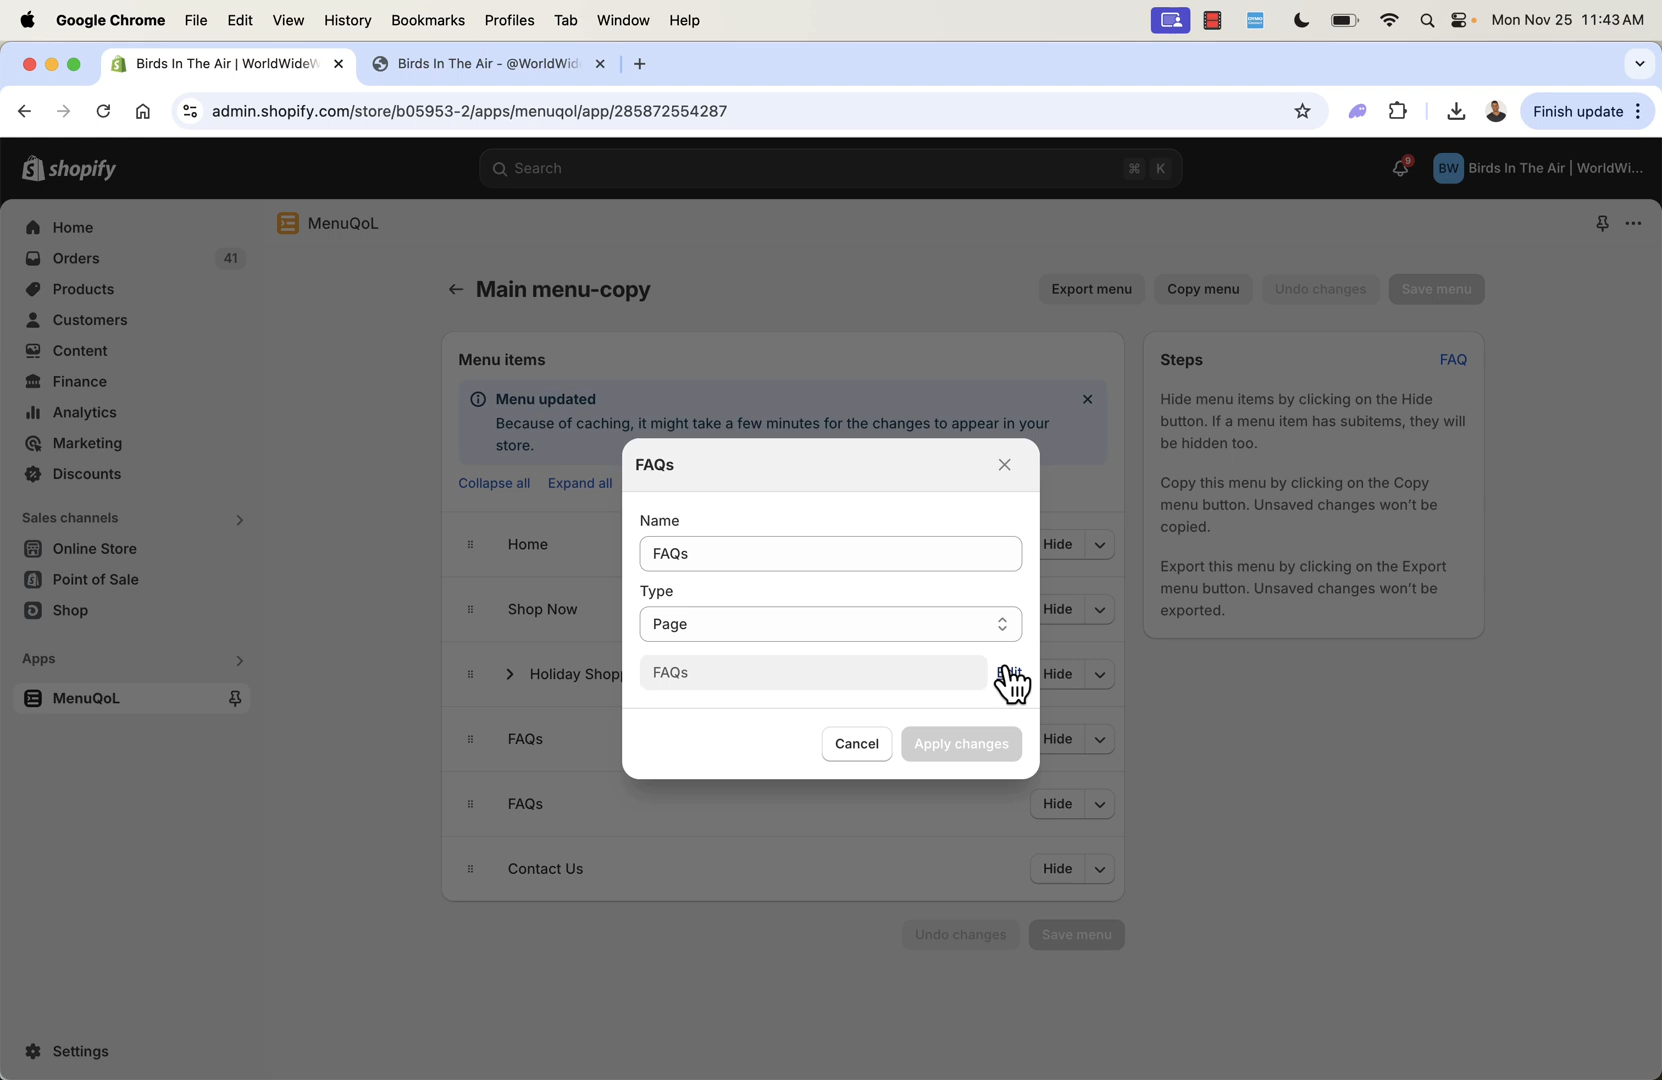 Google Chrome File Edit View History Bookmarks Profiles Tab Window Help Mon Nov 25 11:43 AM
Birds In The Air | WorldWideW
Birds In The Air - @WorldWid
admin.shopify.com/store/b05953-2/apps/menuqol/app/285872554287
Finish update
shopify
Search
⌘ K
9
BW
Birds In The Air | WorldWi...
Home
Orders 41
Products
Customers
Content
Finance
Analytics
Marketing
Discounts
Sales channels
Online Store
Point of Sale
Shop
Apps
MenuQoL
Settings
MenuQoL
Main menu-copy
Export menu Copy menu Undo changes Save menu
Menu items
Menu updated
Because of caching, it might take a few minutes for the changes to appear in your
store.
Collapse all Expand all
Home Hide
Shop Now Hide
Holiday Shopp Hide
FAQs Hide
FAQs Hide
Contact Us Hide
Undo changes Save menu
FAQs
Name
FAQs
Type
Page
FAQs
Cancel Apply changes
Steps FAQ
Hide menu items by clicking on the Hide
button. If a menu item has subitems, they will
be hidden too.
Copy this menu by clicking on the Copy
menu button. Unsaved changes won't be
copied.
Export this menu by clicking on the Export
menu button. Unsaved changes won't be
exported.